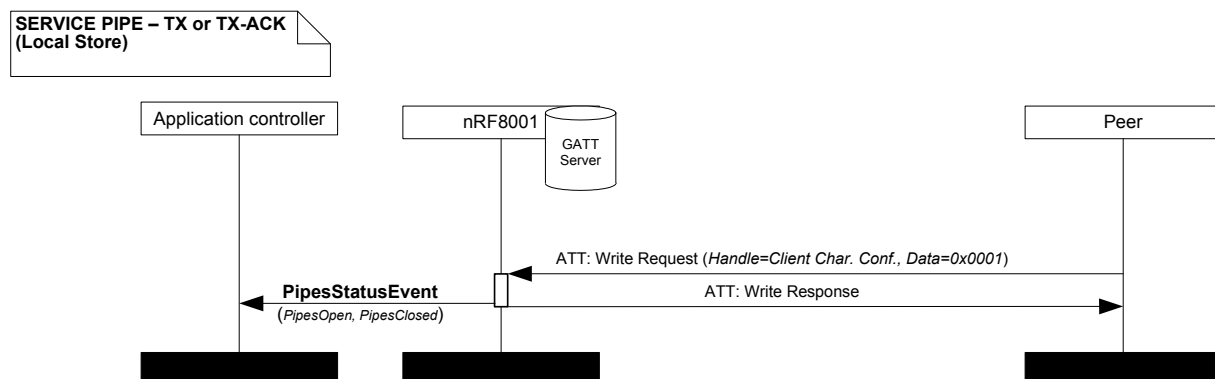 SERVICE PIPE – TX or TX-ACK
(Local Store)
Application controller
nRF8001
Peer
GATT
Server
ATT: Write Request (Handle=Client Char. Conf., Data=0x0001)
PipesStatusEvent
ATT: Write Response
(PipesOpen, PipesClosed)